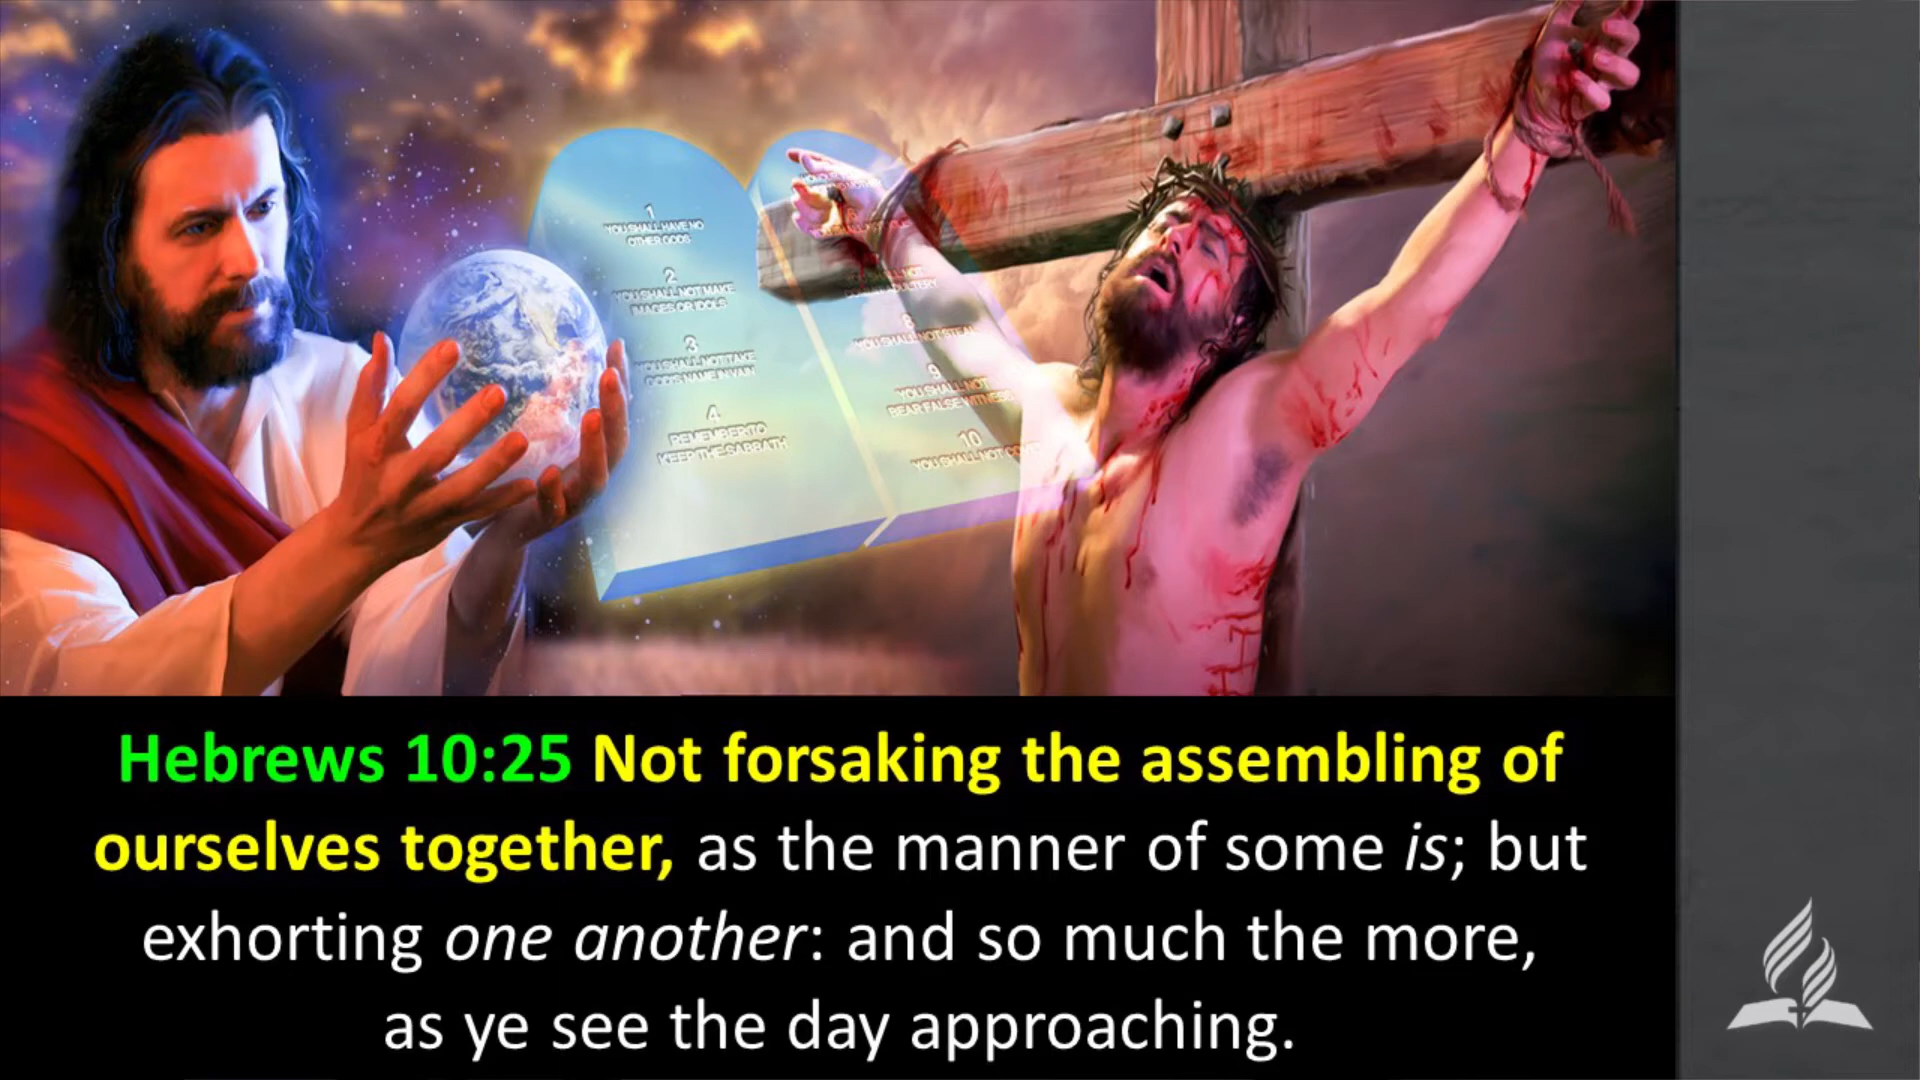 1
YOU SHALL HAVE NO
OTHER GODS
2
YOU SHALL NOT MAKE
IMAGES OR IDOLS
3
YOU SHALL NOT TAKE
GOD'S NAME IN VAIN
4
REMEMBER TO
KEEP THE SABBATH
8
YOU SHALL NOT STEAL
9
YOU SHALL NOT
BEAR FALSE WITNESS
10
YOU SHALL NOT
Hebrews 10:25 Not forsaking the assembling of
ourselves together, as the manner of some is; but
exhorting one another: and so much the more,
as ye see the day approaching.